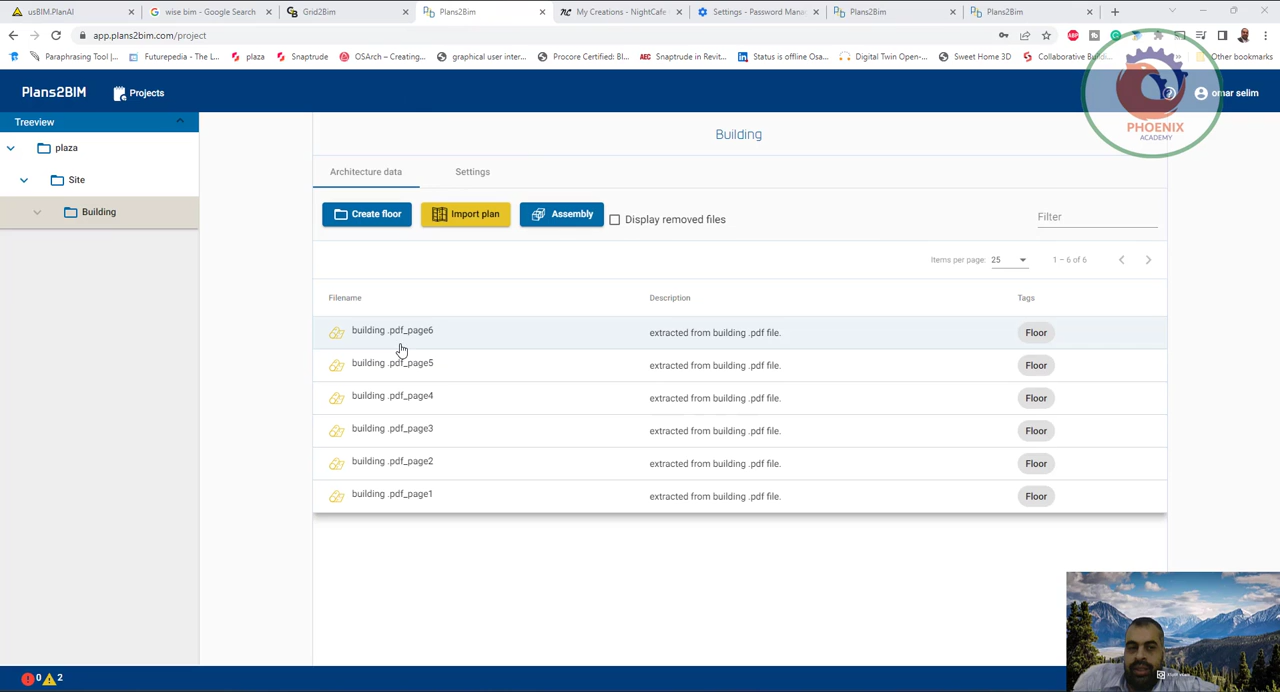 usBIM.PlanAI
wise bim - Google Search
Grid2Bim
Plans2Bim
My Creations - NightCafe
Settings - Password Mana
Plans2Bim
Plans2Bim
app.plans2bim.com/project
Paraphrasing Tool |...
Futurepedia - The L...
plaza
Snaptrude
OSArch – Creating...
graphical user inter...
Procore Certified: BI...
Snaptrude in Revit...
Status is offline Osa...
Digital Twin Open-...
Sweet Home 3D
Collaborative Build
Other bookmarks
Plans2BIM
Projects
omar selim
PHOENIX
ACADEMY
Treeview
plaza
Site
Building
Building
Architecture data
Settings
Create floor
Import plan
Assembly
Display removed files
Filter
Items per page: 25
1 – 6 of 6
Filename Description Tags
building .pdf_page6 extracted from building .pdf file. Floor
building .pdf_page5 extracted from building .pdf file. Floor
building .pdf_page4 extracted from building .pdf file. Floor
building .pdf_page3 extracted from building .pdf file. Floor
building .pdf_page2 extracted from building .pdf file. Floor
building .pdf_page1 extracted from building .pdf file. Floor
0 2